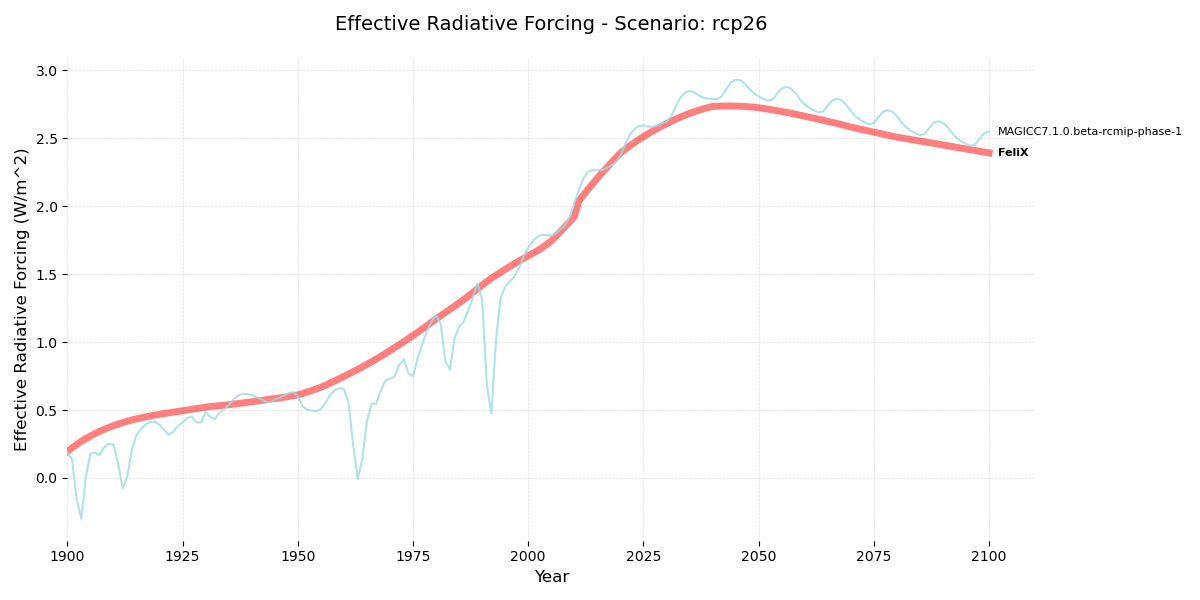 Effective Radiative Forcing - Scenario: rcp26
Effective Radiative Forcing (W/m^2)
3.0
2.5
2.0
1.5
1.0
0.5
0.0
MAGICC7.1.0.beta-rcmip-phase-1
FeliX
1900 1925 1950 1975 2000 2025 2050 2075 2100
Year